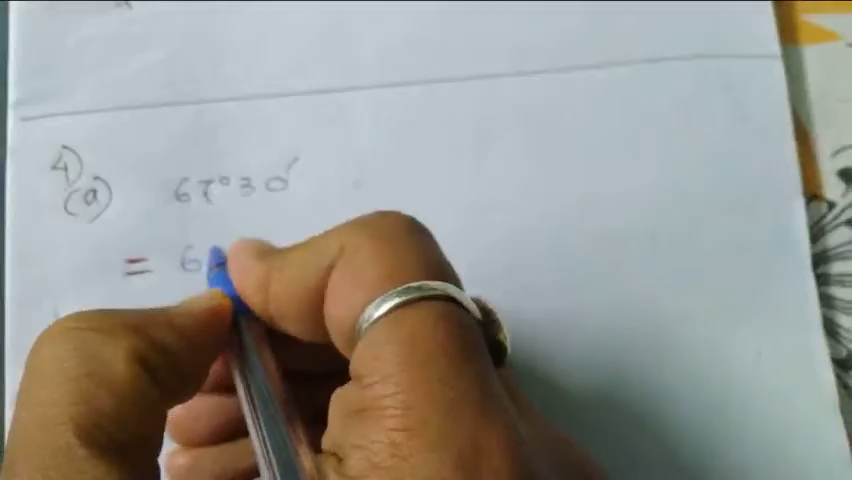 4)
(a) 67°30′
= 6